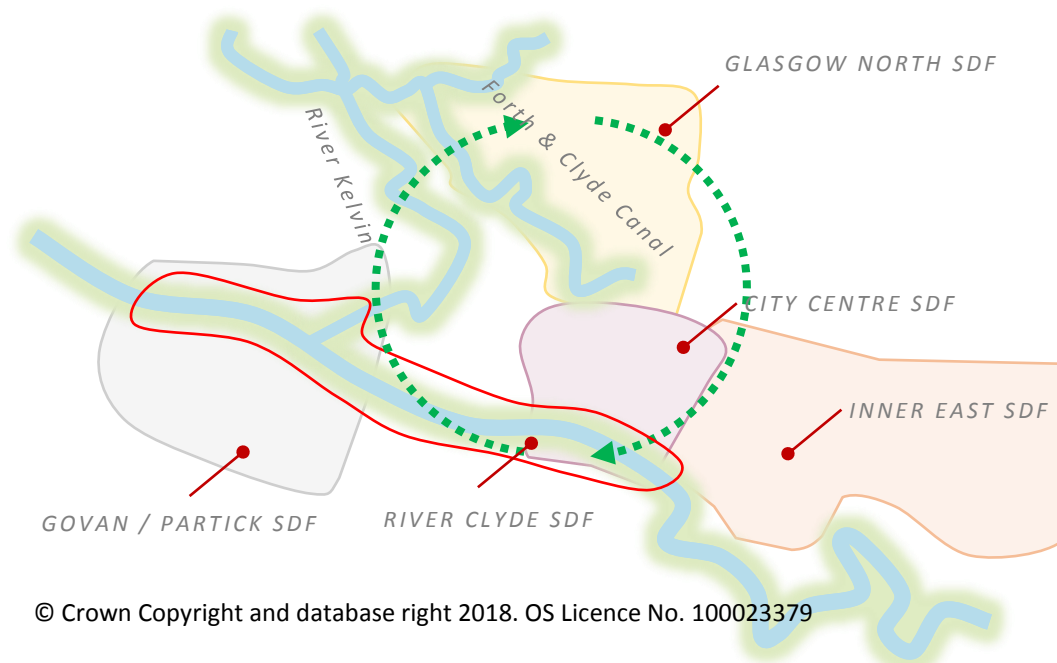 GLASGOW NORTH SDF
Forth & Clyde Canal
River Kelvin
CITY CENTRE SDF
INNER EAST SDF
GOVAN / PARTICK SDF
RIVER CLYDE SDF
© Crown Copyright and database right 2018. OS Licence No. 100023379